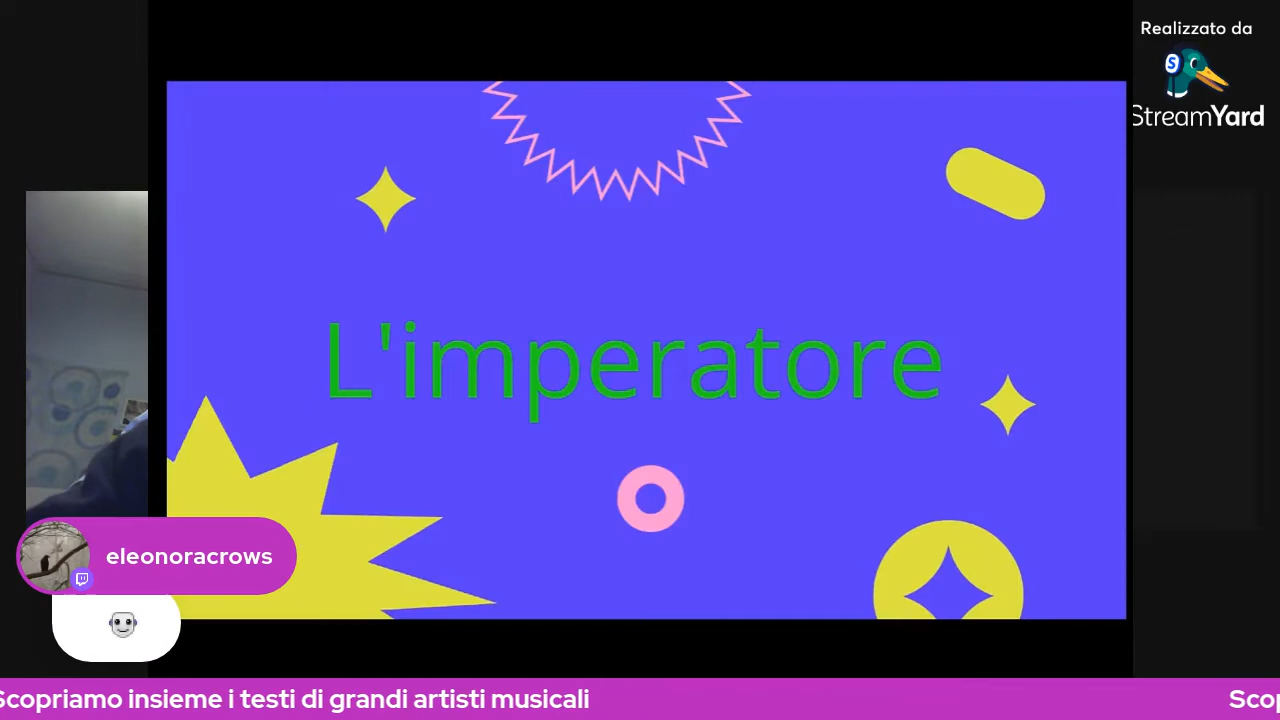 Realizzato da
StreamYard
L'imperatore
eleonoracrows
Scopriamo insieme i testi di grandi artisti musicali